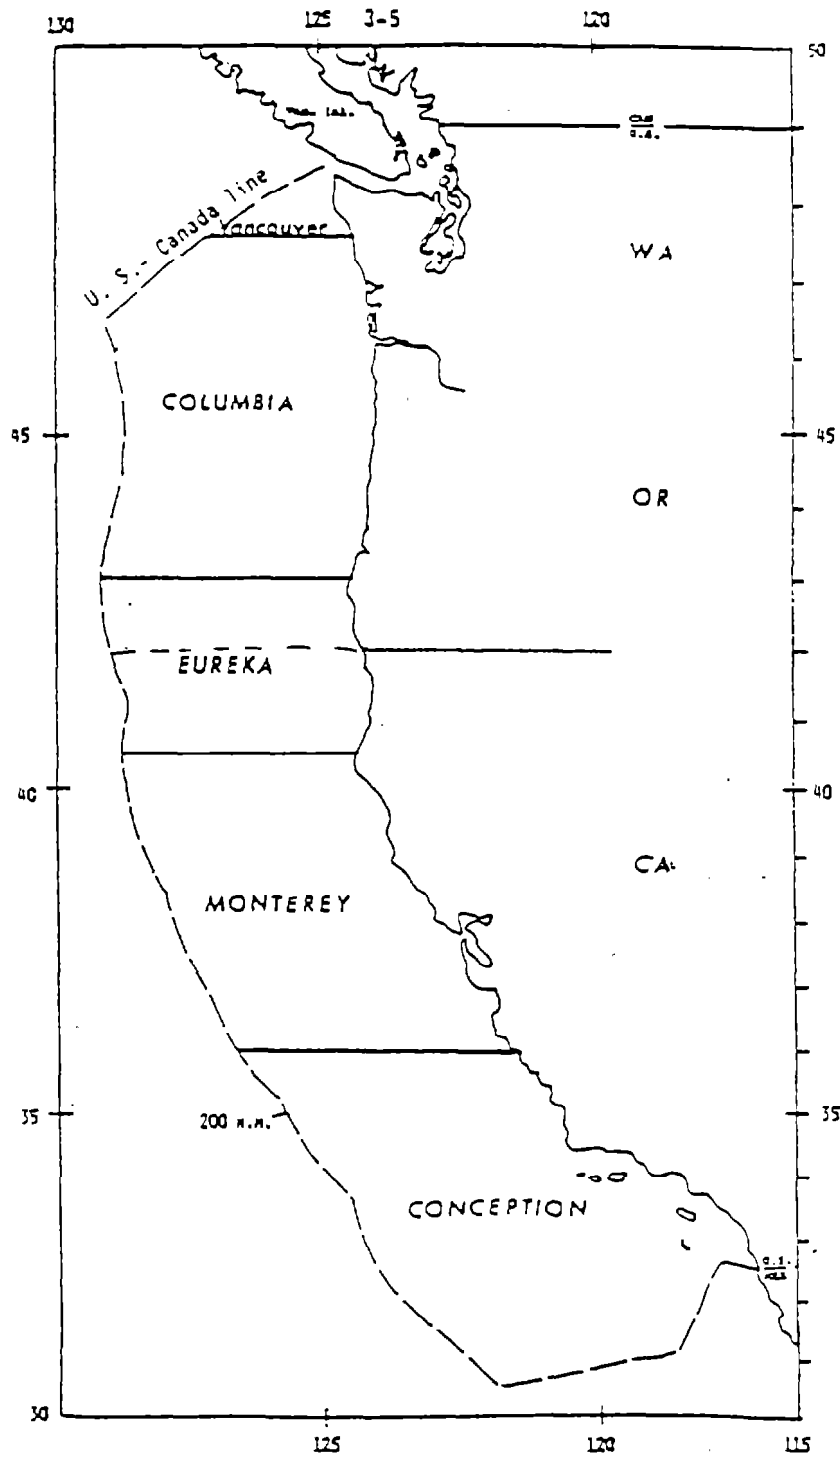 130 125 3-5 120
50
U. S.- Canada line
Vancouver
WA
COLUMBIA
45 45
OR
EUREKA
40 40
CA
MONTEREY
35 35
200 N.M.
CONCEPTION
30
125 120 115